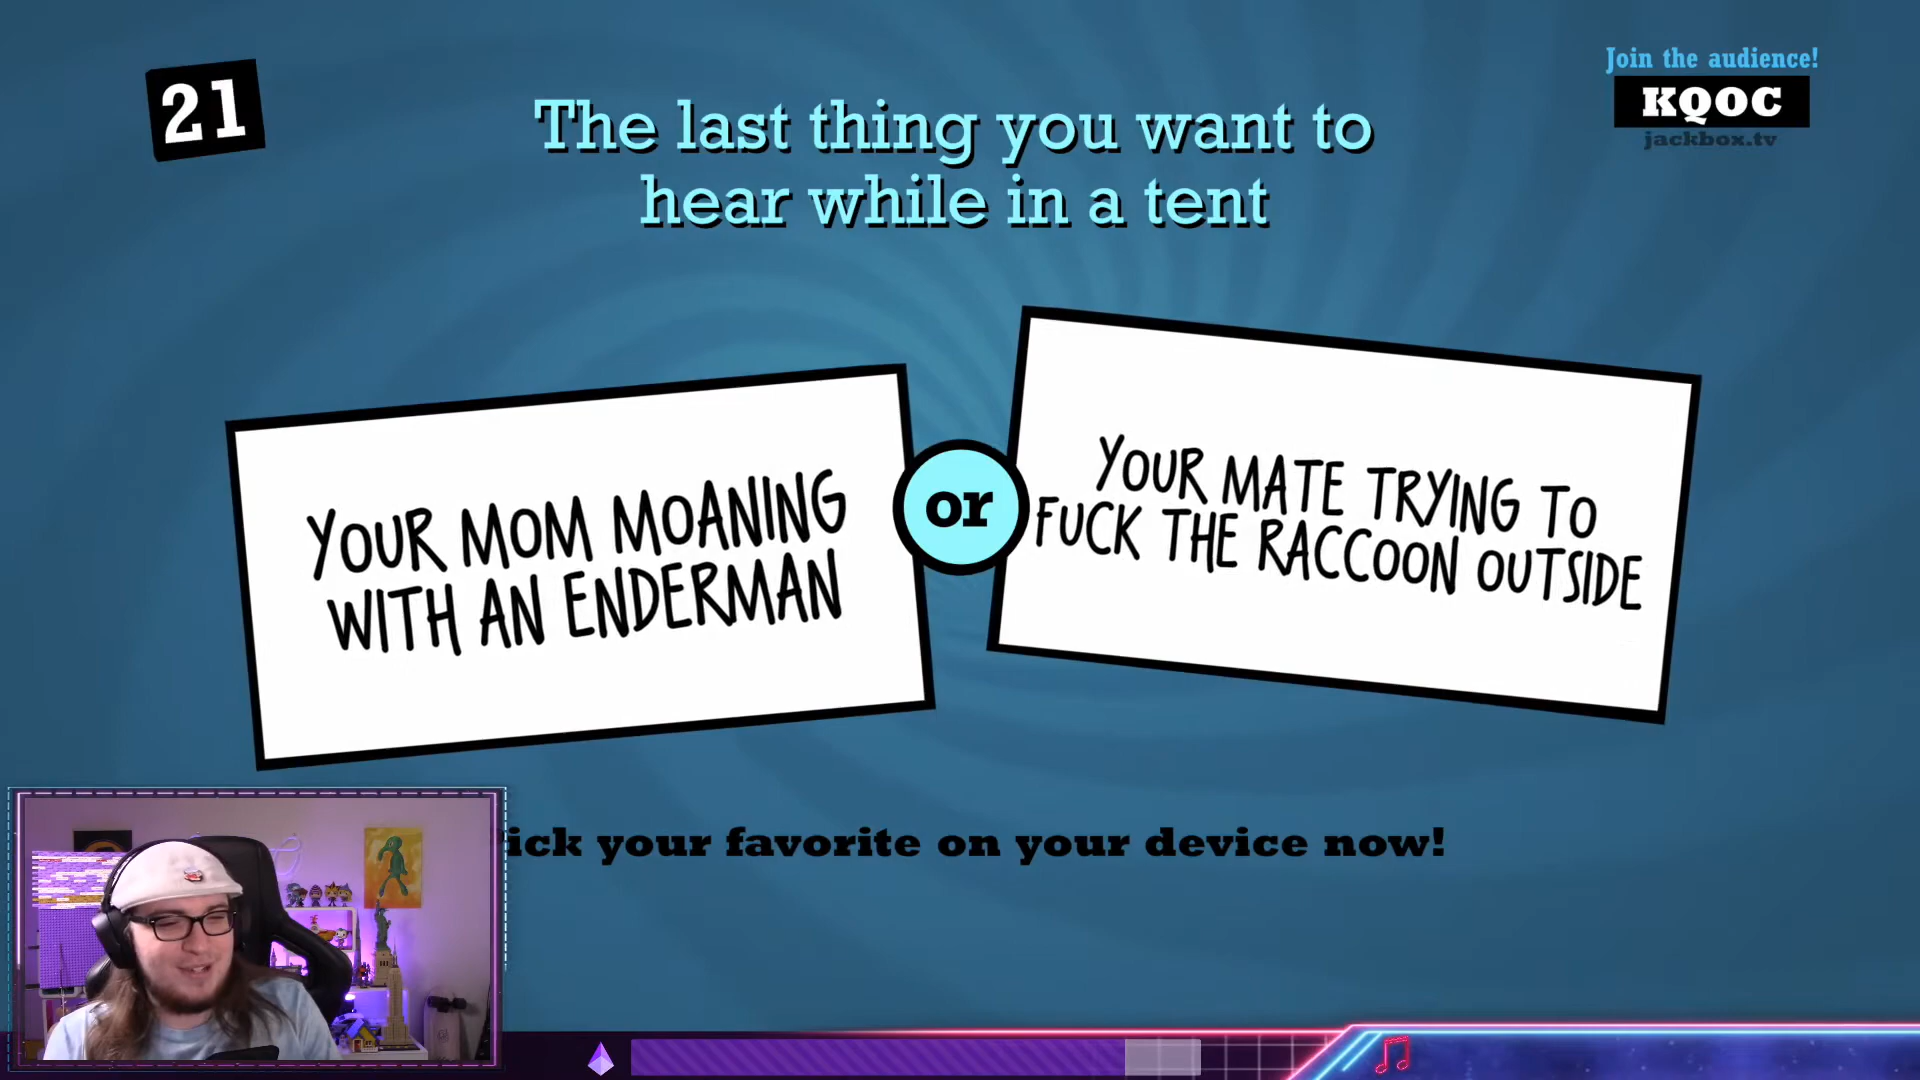 21
The last thing you want to
hear while in a tent
Join the audience!
KQOC
jackbox.tv
YOUR MOM MOANING
WITH AN ENDERMAN
or
YOUR MATE TRYING TO
FUCK THE RACCOON OUTSIDE
ick your favorite on your device now!